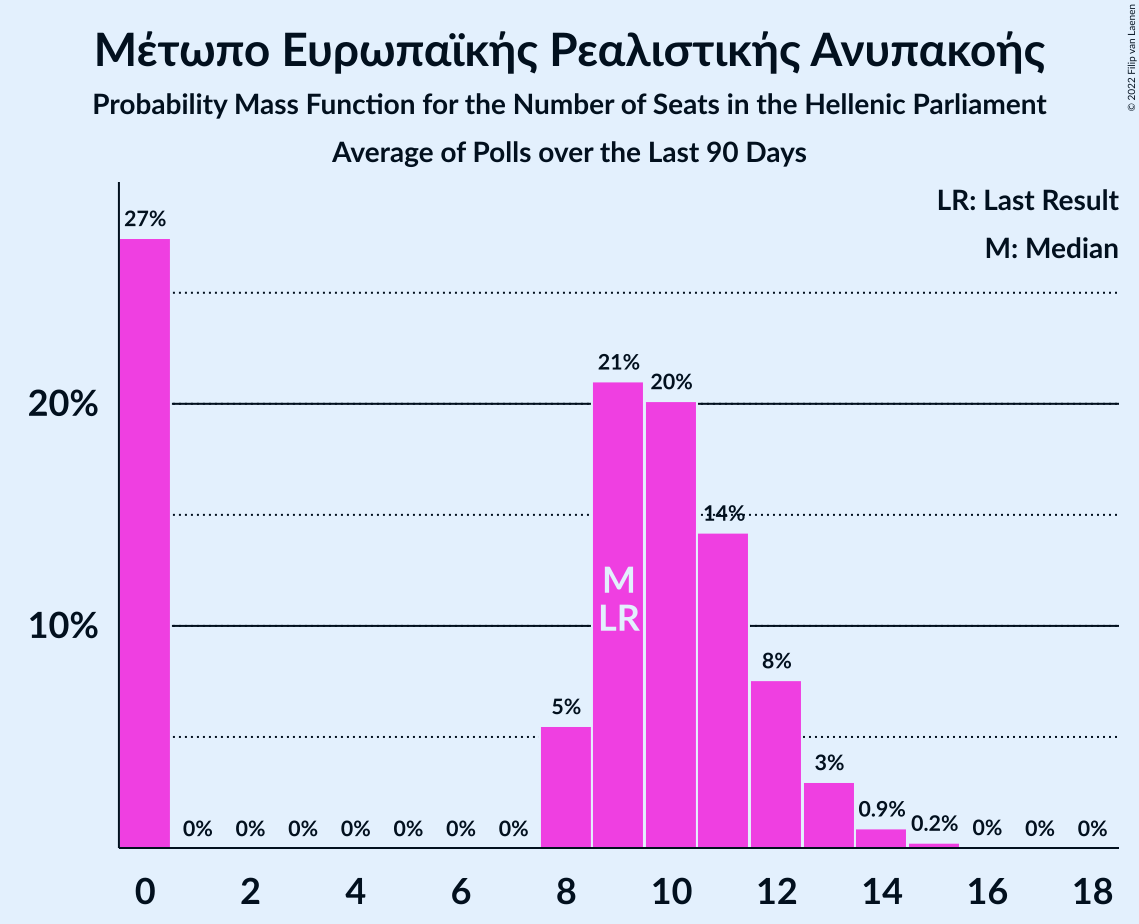 Μέτωπο Ευρωπαϊκής Ρεαλιστικής Ανυπακοής
Probability Mass Function for the Number of Seats in the Hellenic Parliament
Average of Polls over the Last 90 Days
© 2022 Filip van Laenen
LR: Last Result
M: Median
27%
21%
20%
20%
14%
M
LR
10%
8%
5%
3%
0.9%
0.2%
0% 0% 0% 0% 0% 0% 0% 0% 0% 0%
0 2 4 6 8 10 12 14 16 18